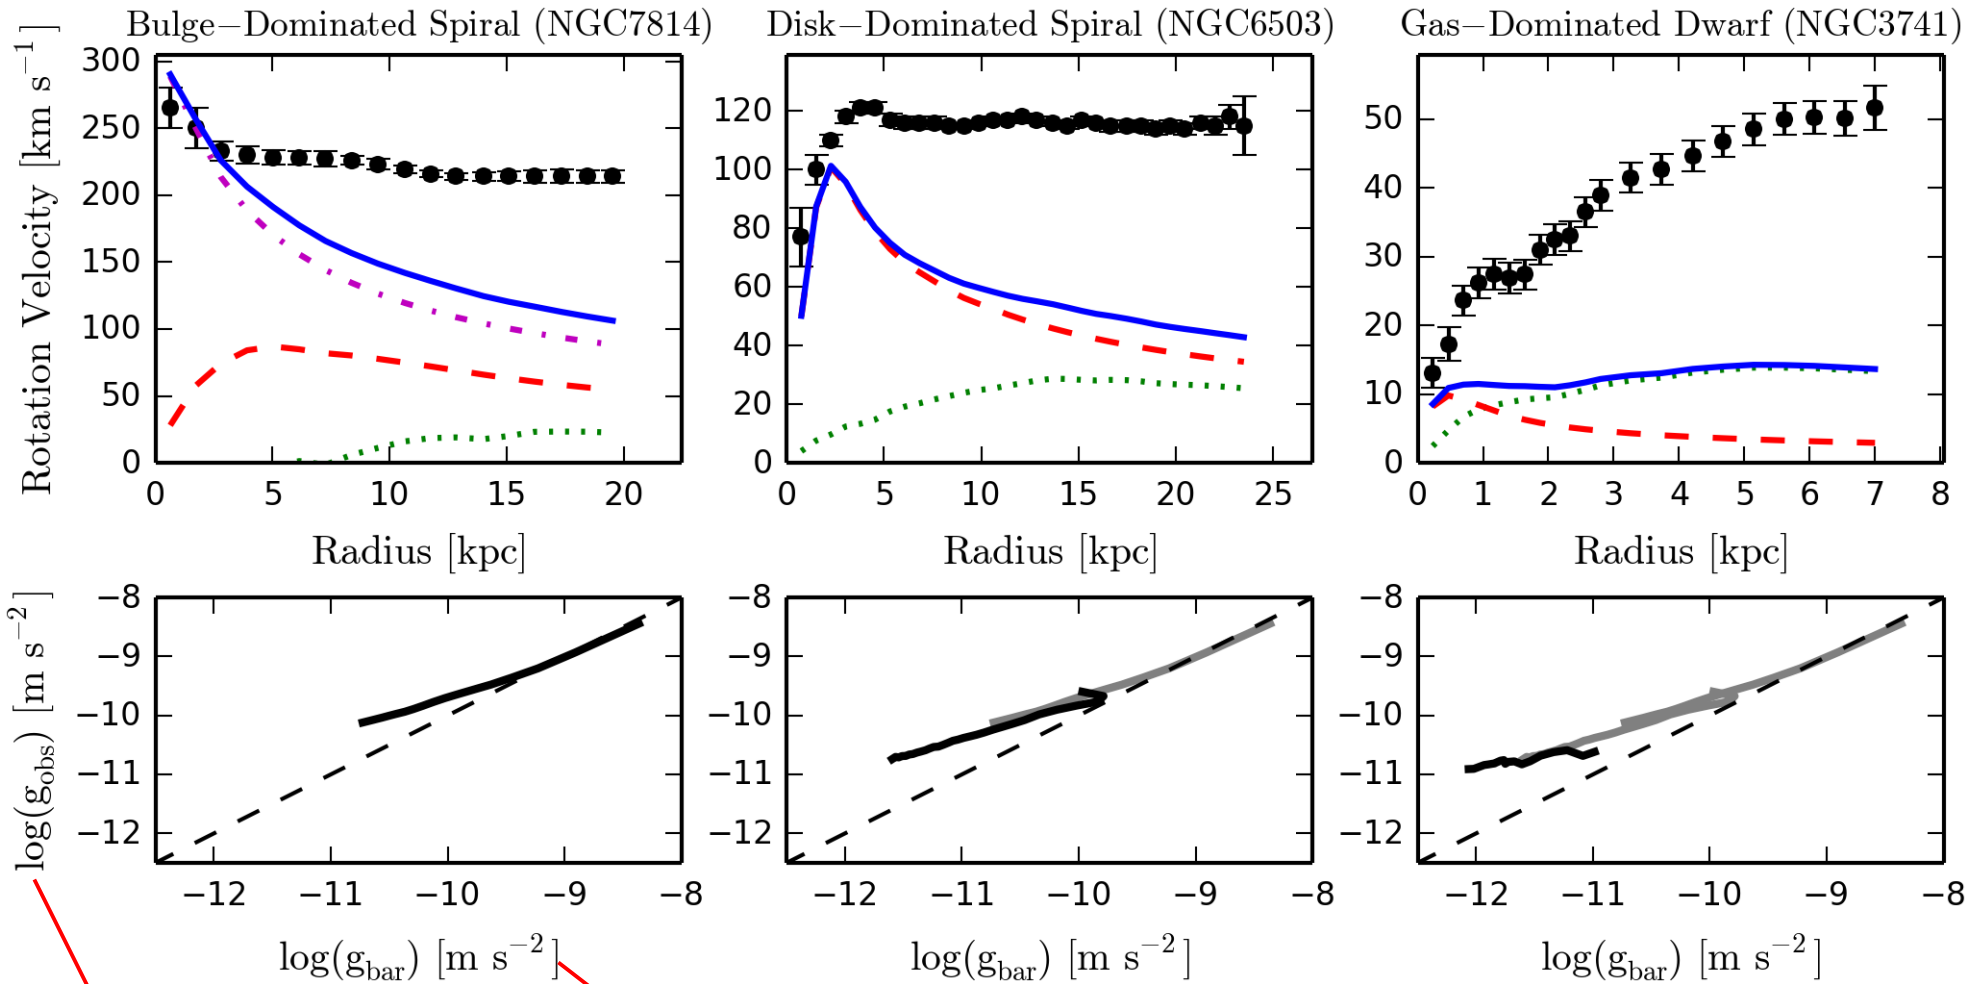 Bulge−Dominated Spiral (NGC7814)
Disk−Dominated Spiral (NGC6503)
Gas−Dominated Dwarf (NGC3741)
Rotation Velocity [km s⁻¹]
300
250
200
150
100
50
0
0 5 10 15 20
Radius [kpc]
120
100
80
60
40
20
0
0 5 10 15 20 25
Radius [kpc]
50
40
30
20
10
0
0 1 2 3 4 5 6 7 8
Radius [kpc]
log(g_obs) [m s⁻²]
−8
−9
−10
−11
−12
−12 −11 −10 −9 −8
log(g_bar) [m s⁻²]
−8
−9
−10
−11
−12
−12 −11 −10 −9 −8
log(g_bar) [m s⁻²]
−8
−9
−10
−11
−12
−12 −11 −10 −9 −8
log(g_bar) [m s⁻²]